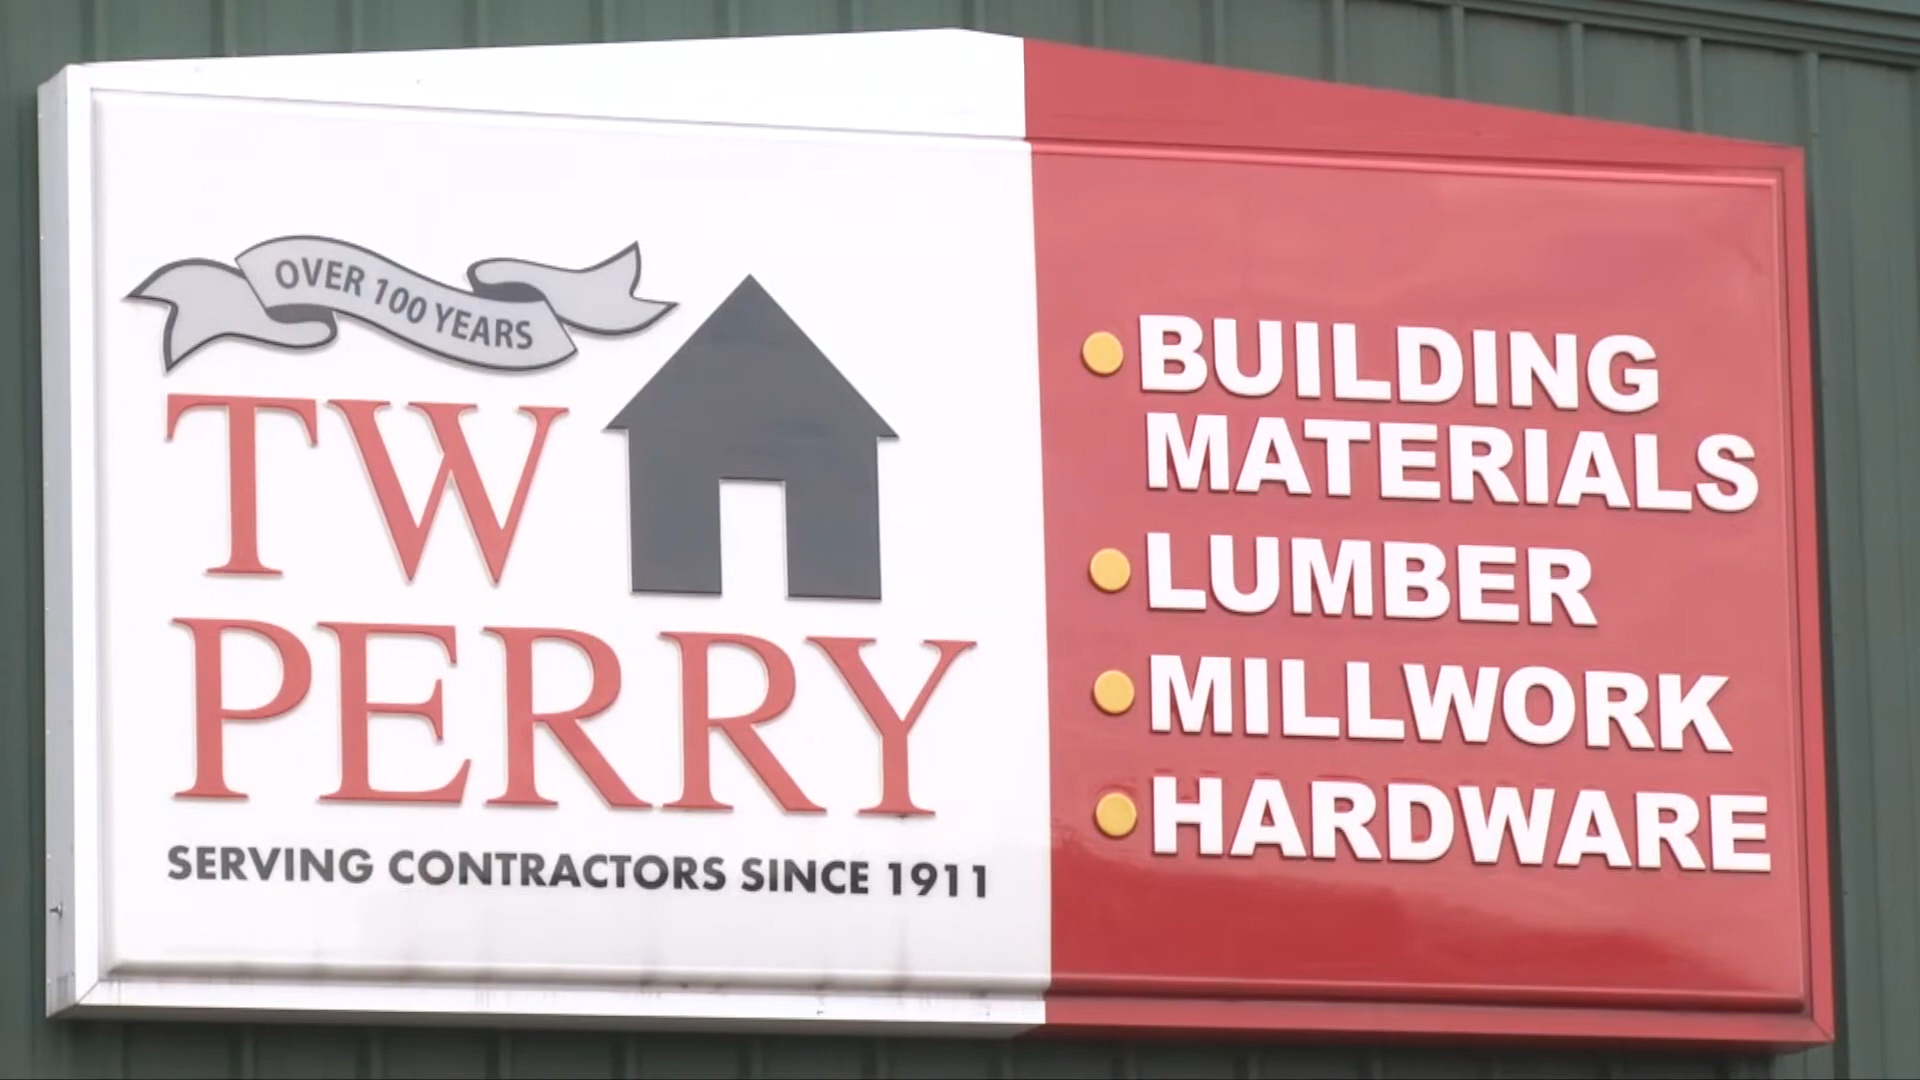 OVER 100 YEARS
TW
PERRY
SERVING CONTRACTORS SINCE 1911
• BUILDING
MATERIALS
• LUMBER
• MILLWORK
• HARDWARE